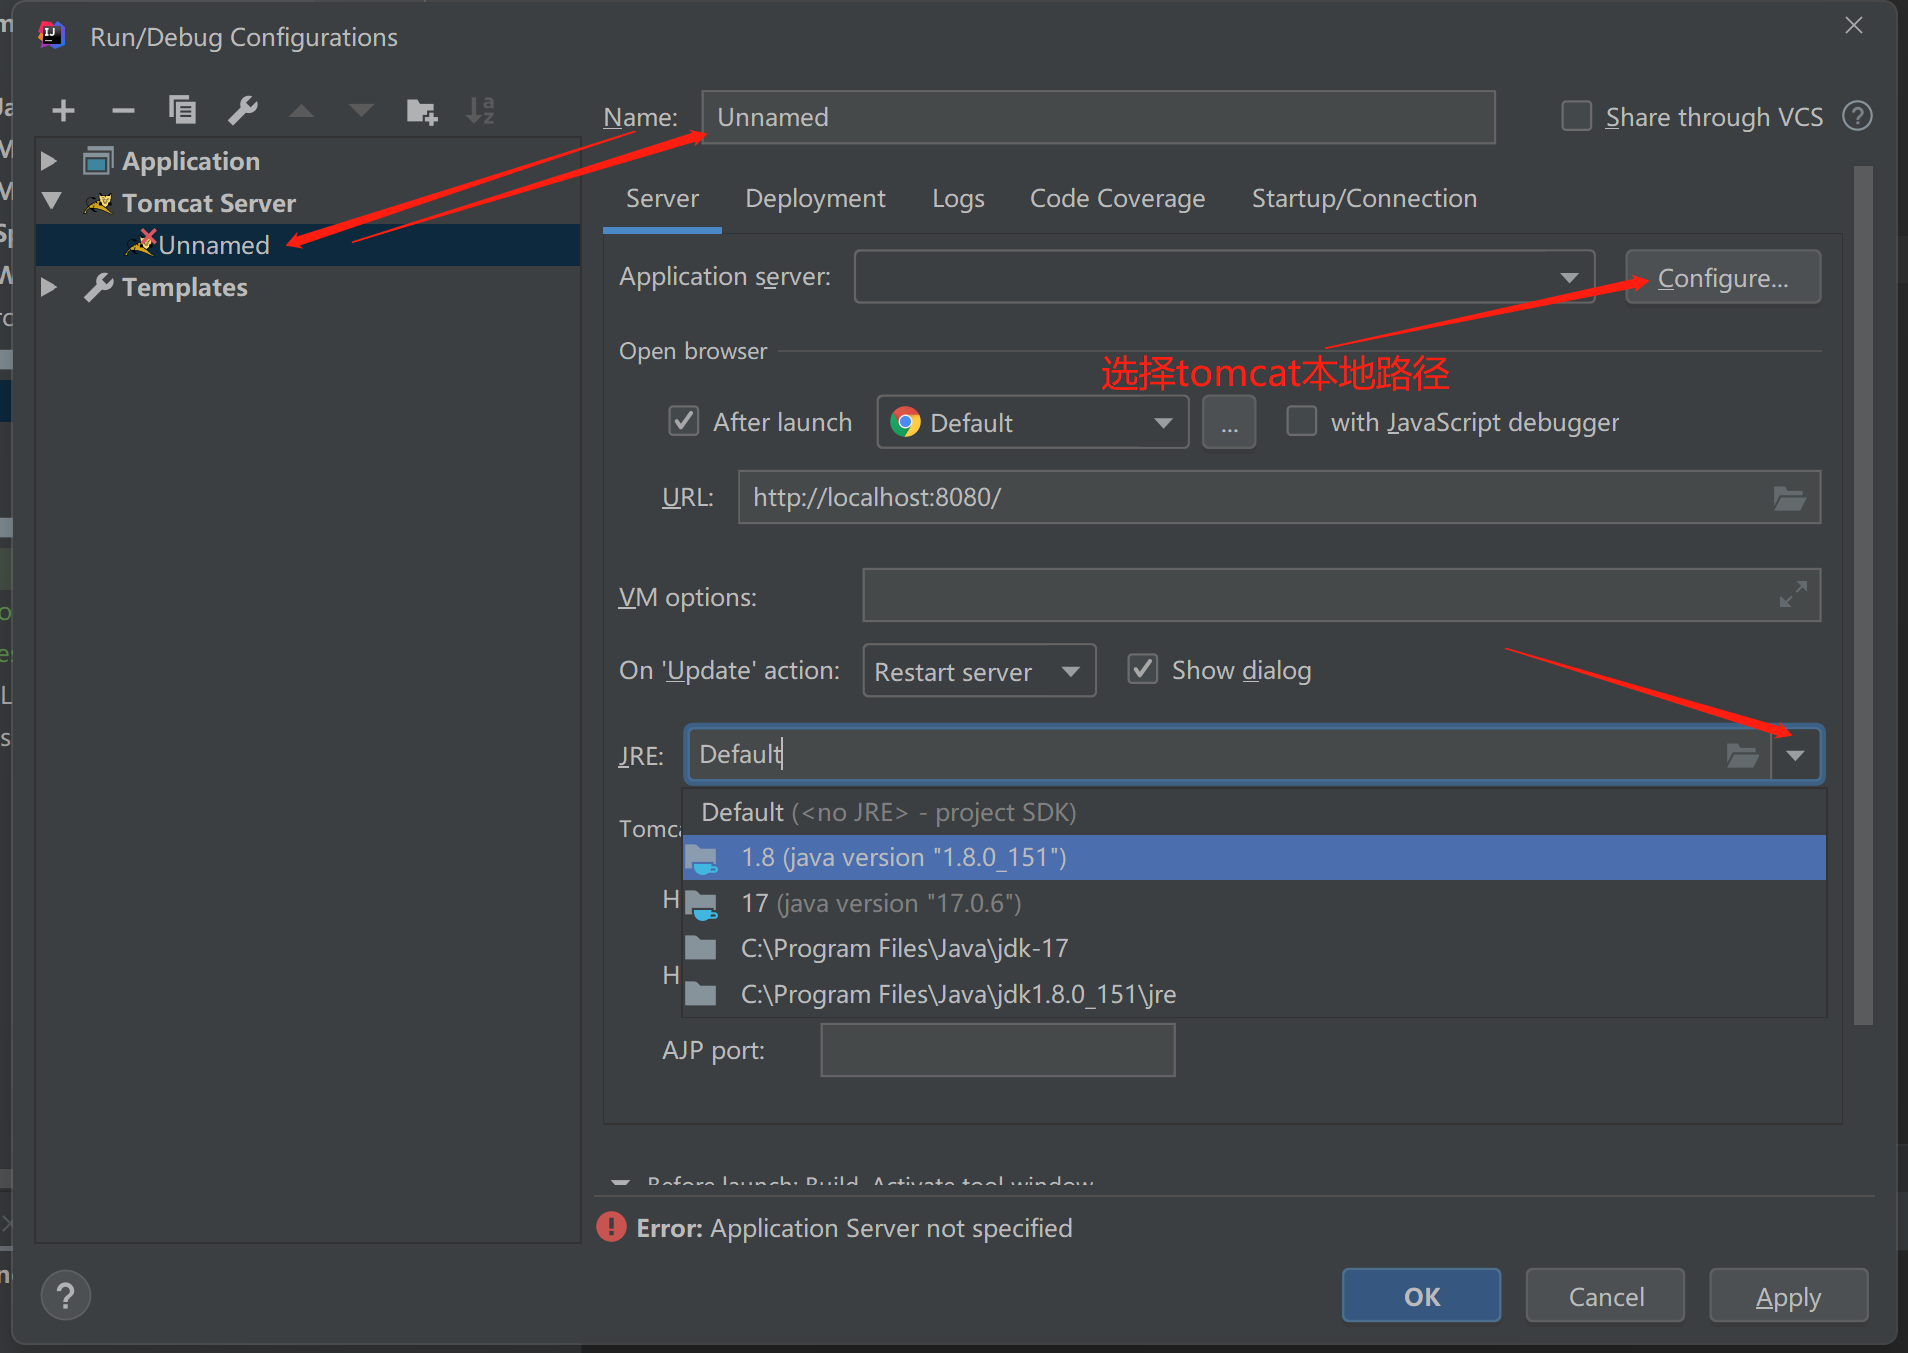 Run/Debug Configurations
Name:
Unnamed
Share through VCS
Application
Tomcat Server
Unnamed
Templates
Server
Deployment
Logs
Code Coverage
Startup/Connection
Application server:
Configure...
Open browser
选择tomcat本地路径
After launch
Default
...
with JavaScript debugger
URL:
http://localhost:8080/
VM options:
On 'Update' action:
Restart server
Show dialog
JRE:
Default
Default (<no JRE> - project SDK)
1.8 (java version "1.8.0_151")
17 (java version "17.0.6")
C:\Program Files\Java\jdk-17
C:\Program Files\Java\jdk1.8.0_151\jre
AJP port:
Before launch: Build, Activate tool window
Error: Application Server not specified
?
OK
Cancel
Apply